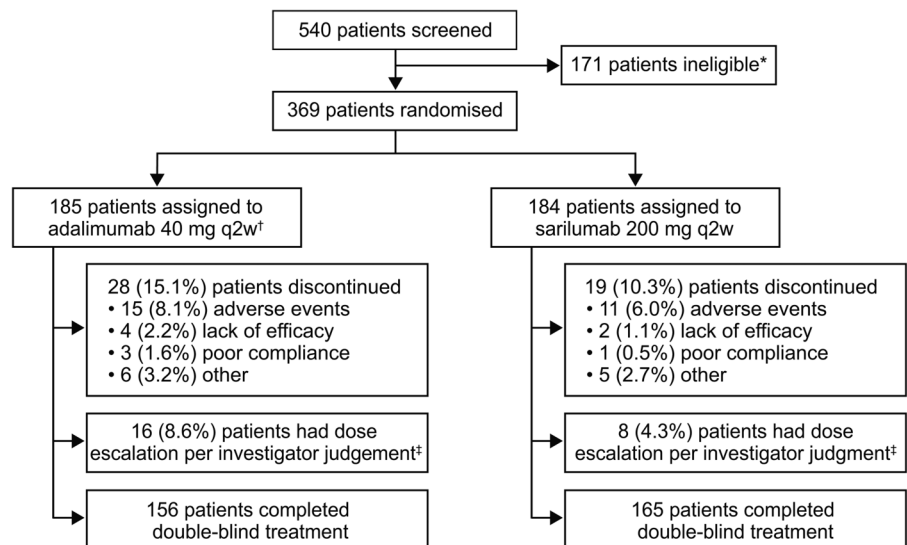 540 patients screened
171 patients ineligible*
369 patients randomised
185 patients assigned to
adalimumab 40 mg q2w†
28 (15.1%) patients discontinued
• 15 (8.1%) adverse events
• 4 (2.2%) lack of efficacy
• 3 (1.6%) poor compliance
• 6 (3.2%) other
16 (8.6%) patients had dose
escalation per investigator judgement‡
156 patients completed
double-blind treatment
184 patients assigned to
sarilumab 200 mg q2w
19 (10.3%) patients discontinued
• 11 (6.0%) adverse events
• 2 (1.1%) lack of efficacy
• 1 (0.5%) poor compliance
• 5 (2.7%) other
8 (4.3%) patients had dose
escalation per investigator judgment‡
165 patients completed
double-blind treatment